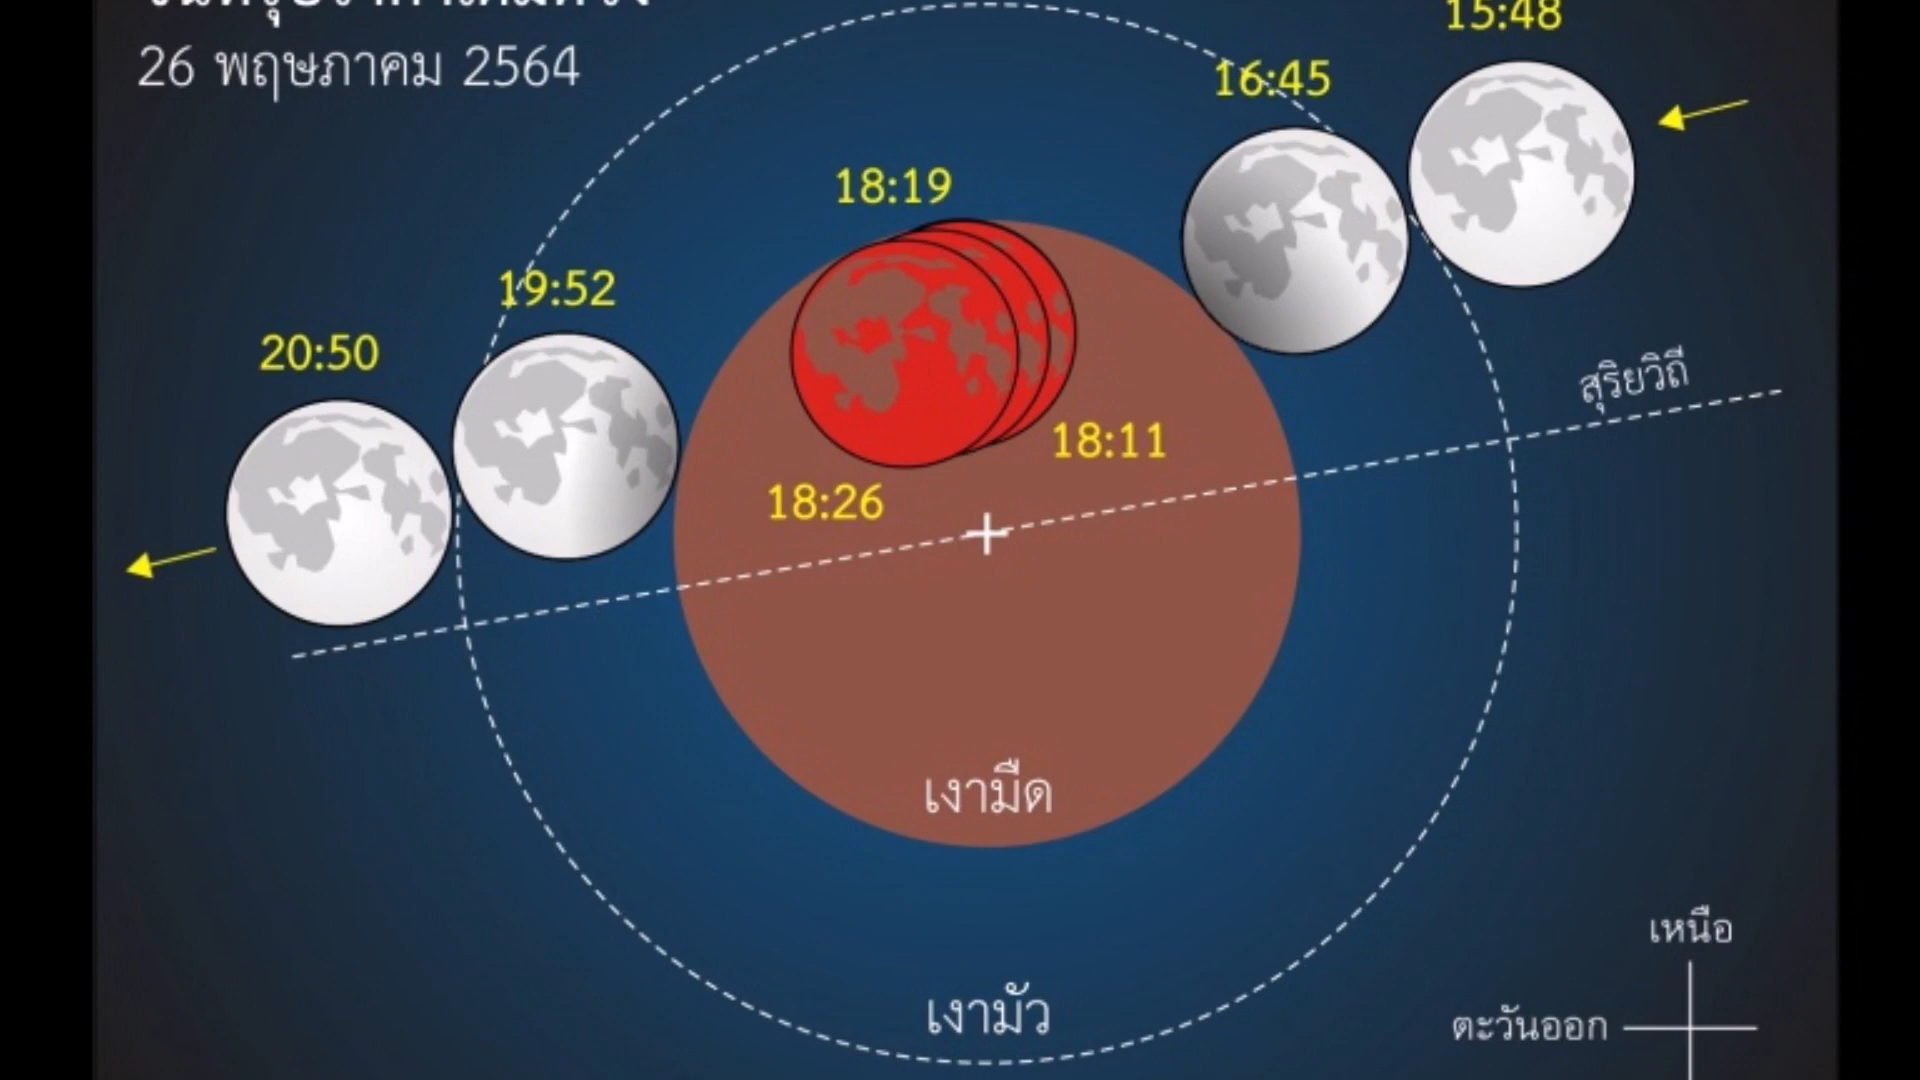 26 พฤษภาคม 2564
15:48
16:45
18:19
19:52
20:50
18:11
18:26
สุริยวิถี
เงามืด
เงามัว
เหนือ
ตะวันออก